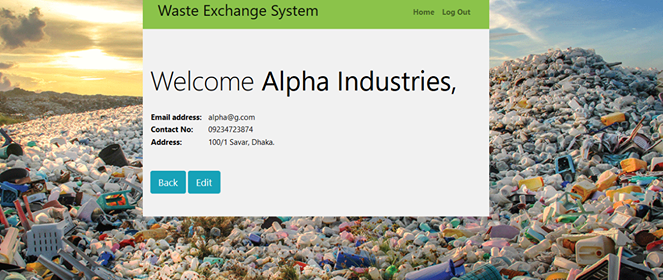 Waste Exchange System Home Log Out
Welcome Alpha Industries,
Email address: alpha@g.com
Contact No: 09234723874
Address: 100/1 Savar, Dhaka.
Back Edit